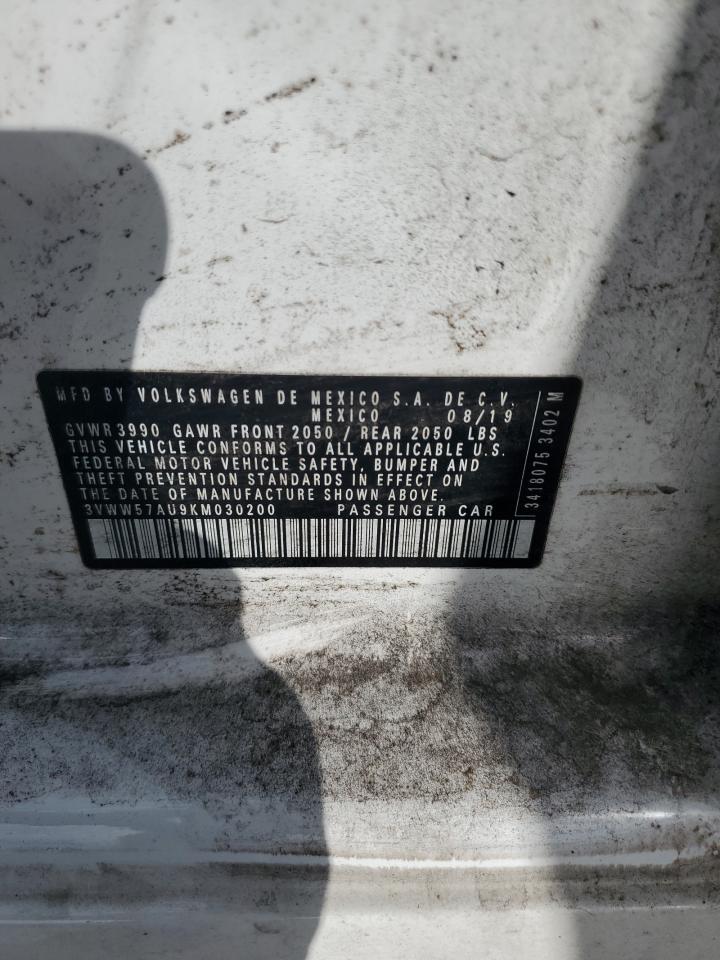 MFD BY VOLKSWAGEN DE MEXICO S.A. DE C.V.
MEXICO 08/19
GVWR 3990 GAWR FRONT 2050 / REAR 2050 LBS
THIS VEHICLE CONFORMS TO ALL APPLICABLE U.S.
FEDERAL MOTOR VEHICLE SAFETY, BUMPER AND
THEFT PREVENTION STANDARDS IN EFFECT ON
THE DATE OF MANUFACTURE SHOWN ABOVE.
3VWW57AU9KM030200 PASSENGER CAR
3418075 3402 M